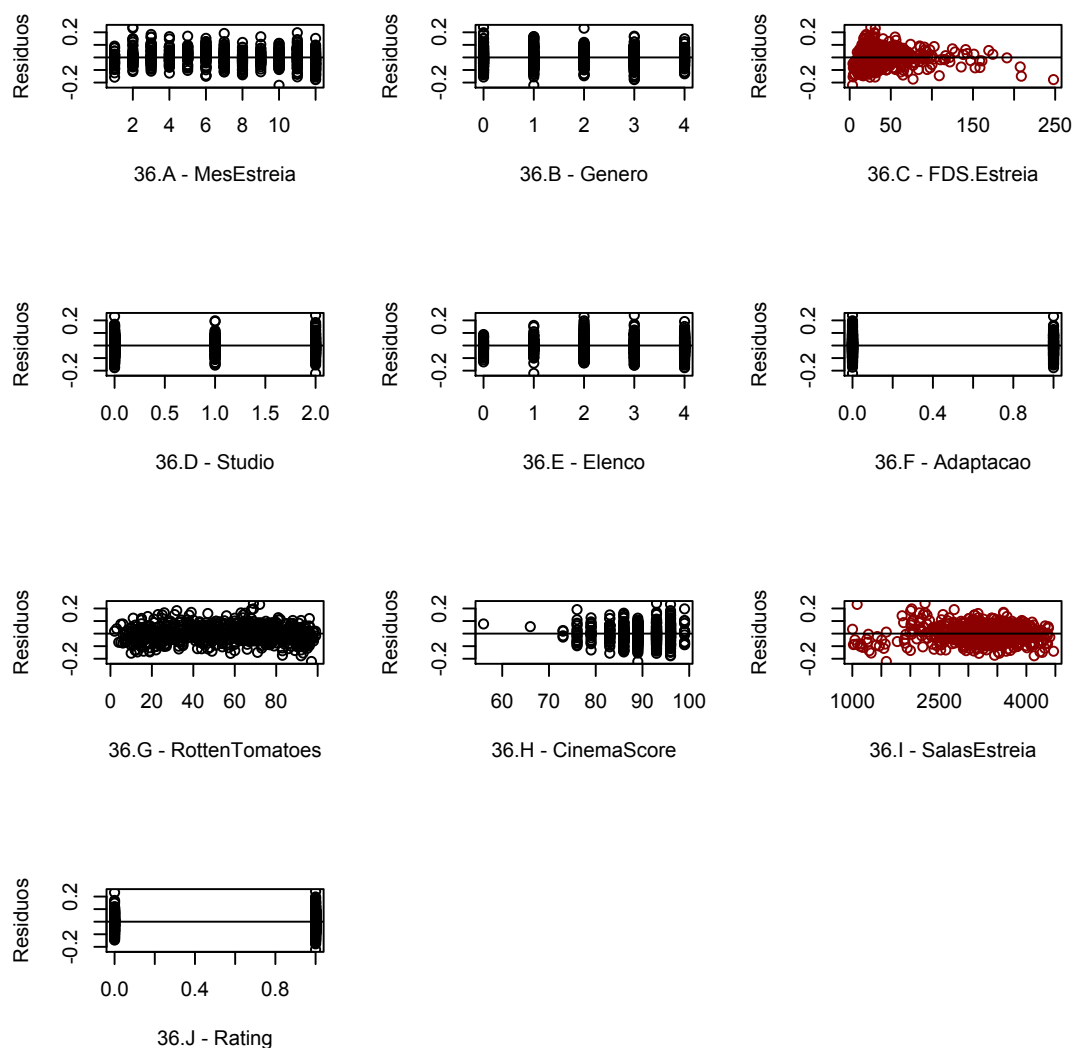 Residuos
-0.2 0.2
2 4 6 8 10
36.A - MesEstreia
Residuos
-0.2 0.2
0 1 2 3 4
36.B - Genero
Residuos
-0.2 0.2
0 50 150 250
36.C - FDS.Estreia
Residuos
-0.2 0.2
0.0 0.5 1.0 1.5 2.0
36.D - Studio
Residuos
-0.2 0.2
0 1 2 3 4
36.E - Elenco
Residuos
-0.2 0.2
0.0 0.4 0.8
36.F - Adaptacao
Residuos
-0.2 0.2
0 20 40 60 80
36.G - RottenTomatoes
Residuos
-0.2 0.2
60 70 80 90 100
36.H - CinemaScore
Residuos
-0.2 0.2
1000 2500 4000
36.I - SalasEstreia
Residuos
-0.2 0.2
0.0 0.4 0.8
36.J - Rating